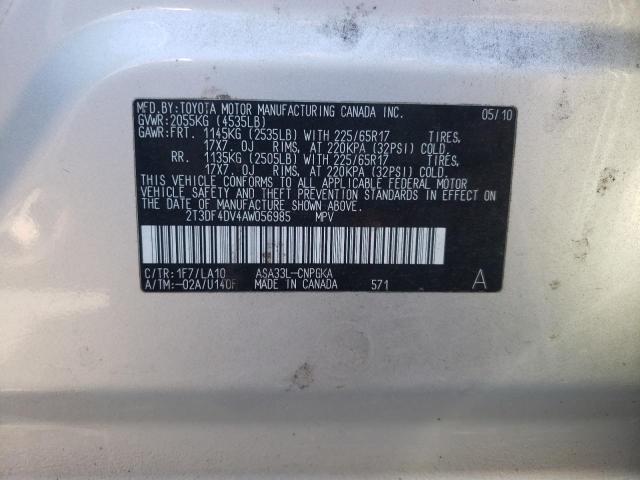 MFD.BY:TOYOTA MOTOR MANUFACTURING CANADA INC. 05/10
GVWR:2055KG (4535LB)
GAWR:FRT. 1145KG (2535LB) WITH 225/65R17 TIRES,
17X7. OJ RIMS, AT 220KPA (32PSI) COLD.
RR. 1135KG (2505LB) WITH 225/65R17 TIRES,
17X7. OJ RIMS, AT 220KPA (32PSI) COLD.
THIS VEHICLE CONFORMS TO ALL APPLICABLE FEDERAL MOTOR
VEHICLE SAFETY AND THEFT PREVENTION STANDARDS IN EFFECT
ON THE DATE OF MANUFACTURE SHOWN ABOVE.
2T3DF4DV4AW056985 MPV
C/TR:1F7/LA10 ASA33L-CNPGKA
A/TM:-02A/U140F MADE IN CANADA 571 A